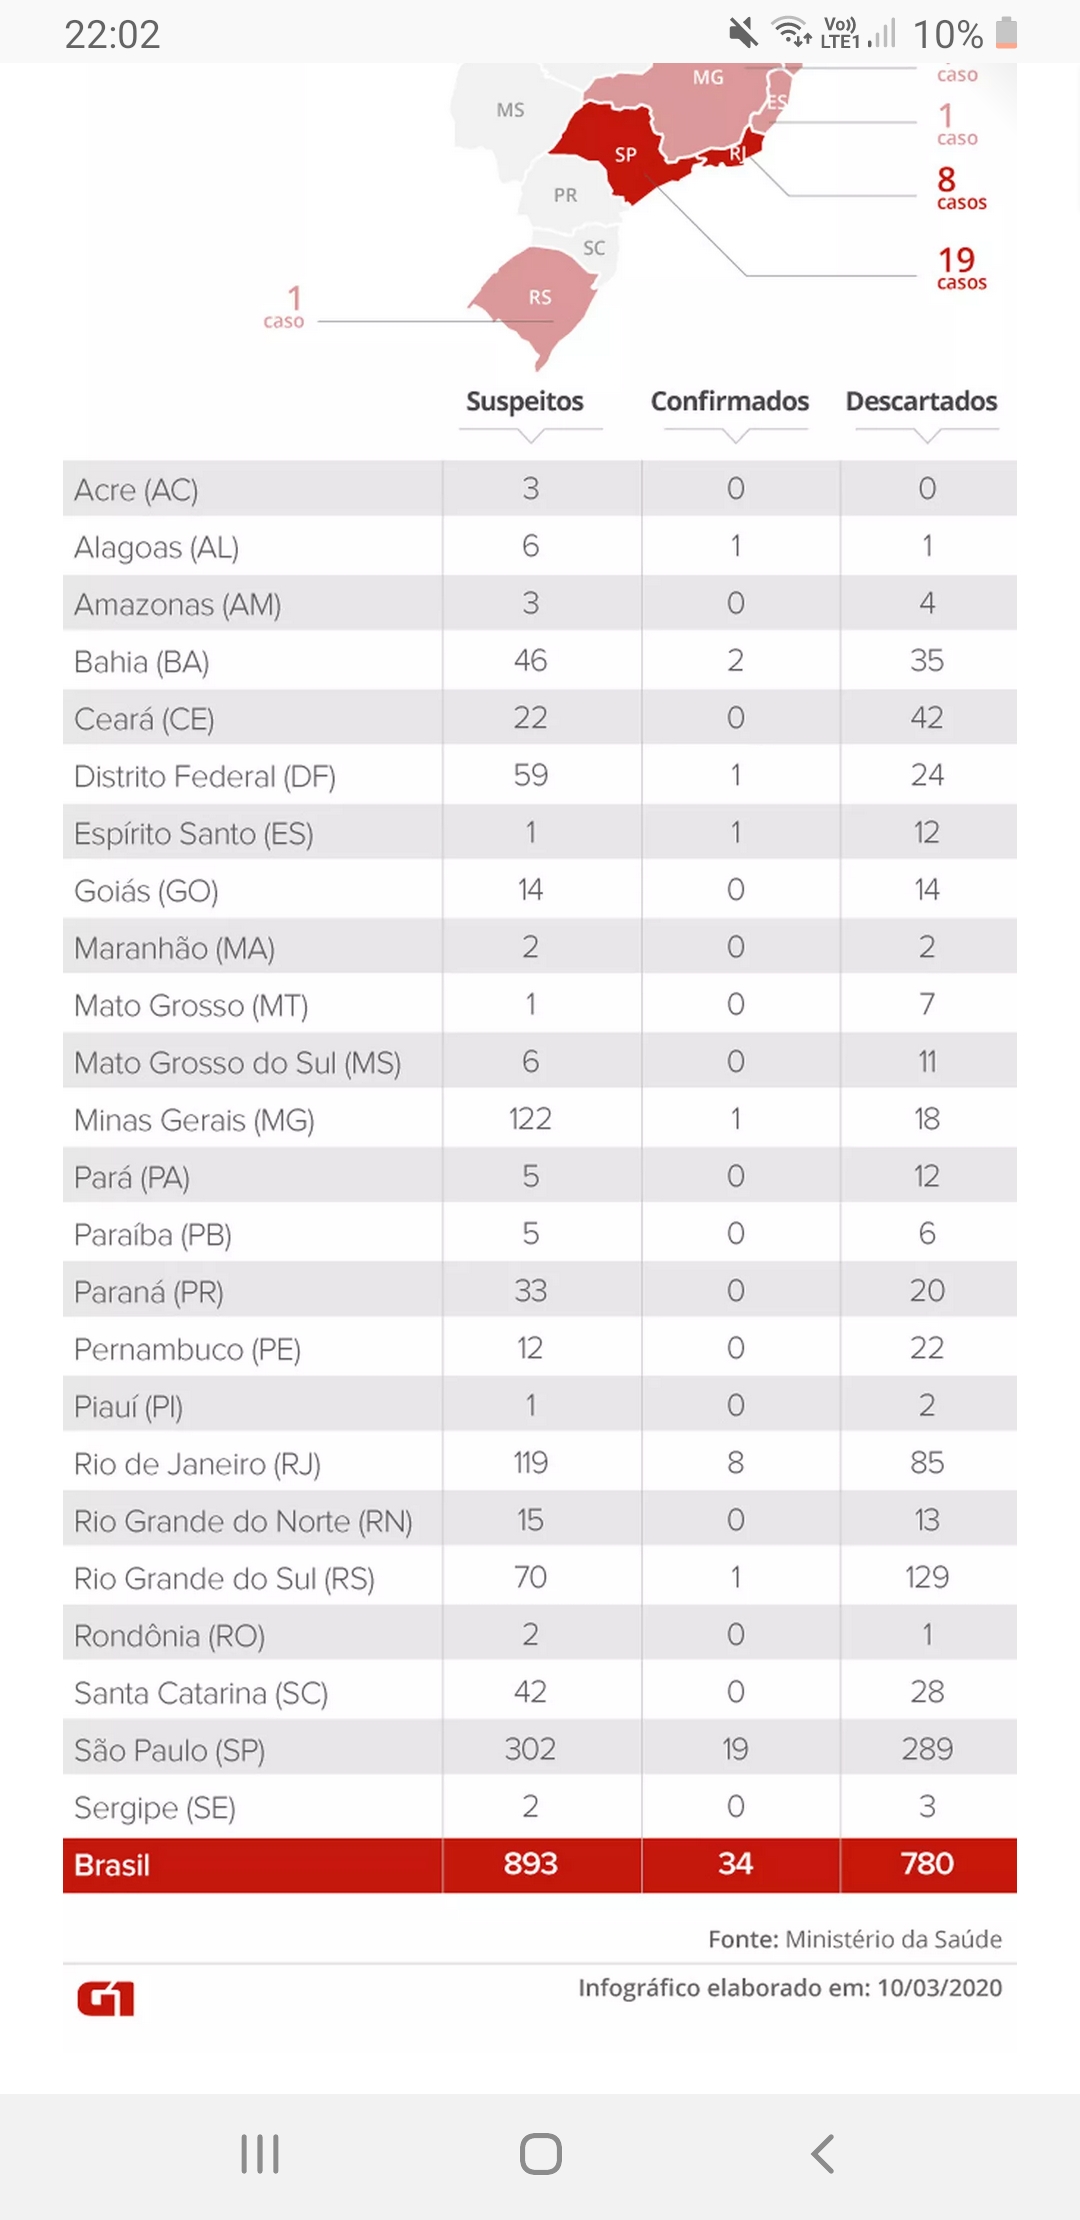 22:02
Vo))
LTE1
10%
MG
caso
MS
ES
1
caso
SP
RJ
8
casos
PR
SC
19
casos
RS
1
caso
Suspeitos Confirmados Descartados
Acre (AC) 3 0 0
Alagoas (AL) 6 1 1
Amazonas (AM) 3 0 4
Bahia (BA) 46 2 35
Ceará (CE) 22 0 42
Distrito Federal (DF) 59 1 24
Espírito Santo (ES) 1 1 12
Goiás (GO) 14 0 14
Maranhão (MA) 2 0 2
Mato Grosso (MT) 1 0 7
Mato Grosso do Sul (MS) 6 0 11
Minas Gerais (MG) 122 1 18
Pará (PA) 5 0 12
Paraíba (PB) 5 0 6
Paraná (PR) 33 0 20
Pernambuco (PE) 12 0 22
Piauí (PI) 1 0 2
Rio de Janeiro (RJ) 119 8 85
Rio Grande do Norte (RN) 15 0 13
Rio Grande do Sul (RS) 70 1 129
Rondônia (RO) 2 0 1
Santa Catarina (SC) 42 0 28
São Paulo (SP) 302 19 289
Sergipe (SE) 2 0 3
Brasil 893 34 780
Fonte: Ministério da Saúde
G1
Infográfico elaborado em: 10/03/2020